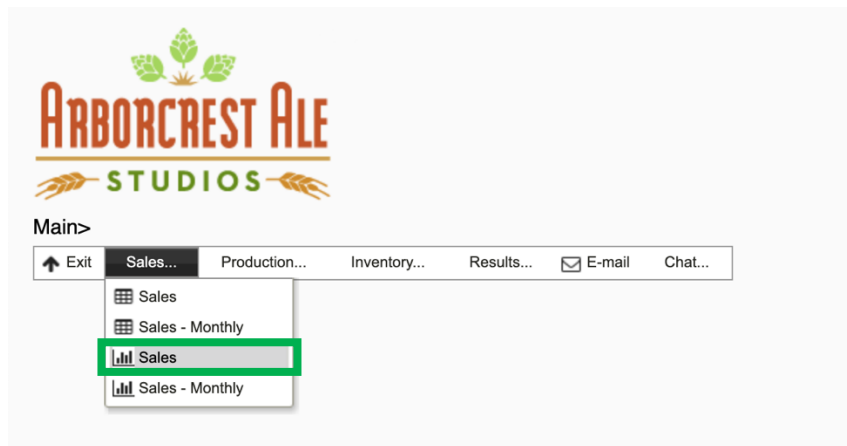 ARBORCREST ALE
STUDIOS
Main>
Exit Sales... Production... Inventory... Results... E-mail Chat...
Sales
Sales - Monthly
Sales
Sales - Monthly